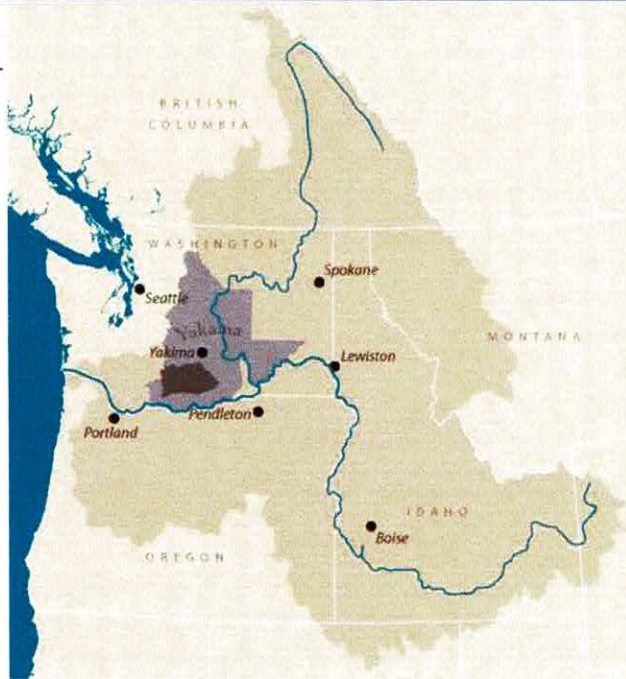 BRITISH
COLUMBIA
WASHINGTON
Spokane
Seattle
Yakama
MONTANA
Yakima
Lewiston
Pendleton
Portland
IDAHO
Boise
OREGON